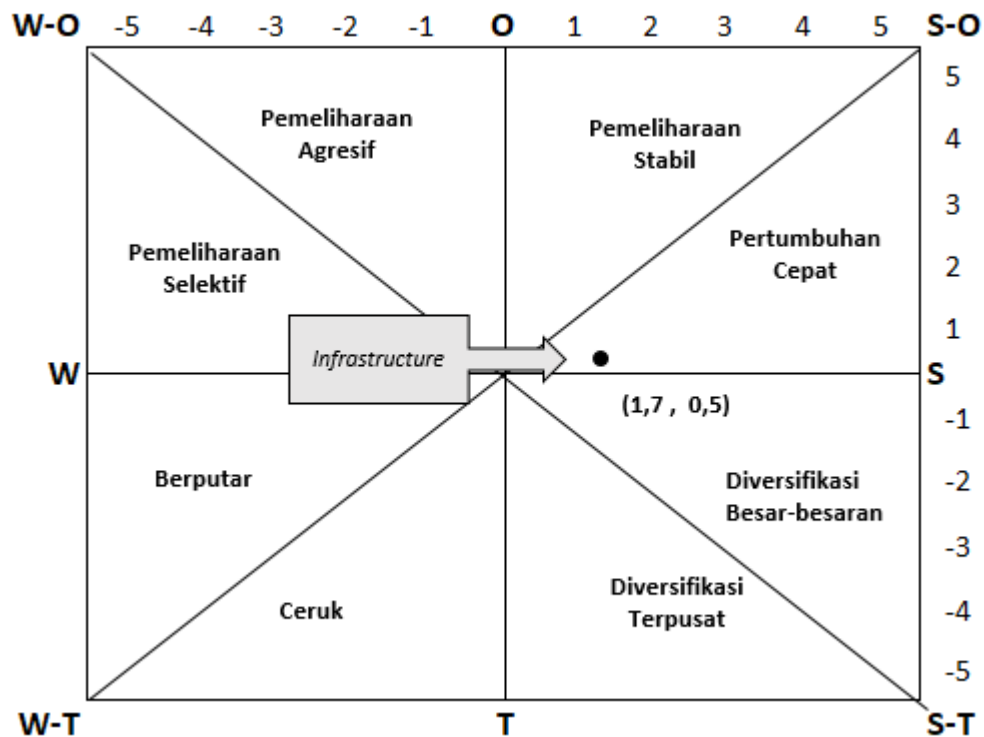 W-O -5 -4 -3 -2 -1 O 1 2 3 4 5 S-O
5
Pemeliharaan
Agresif
Pemeliharaan
Stabil
4
3
Pemeliharaan
Selektif
Pertumbuhan
Cepat
2
1
Infrastructure
W
S
(1,7 , 0,5)
-1
Berputar
Diversifikasi
Besar-besaran
-2
-3
Ceruk
Diversifikasi
Terpusat
-4
-5
W-T T S-T